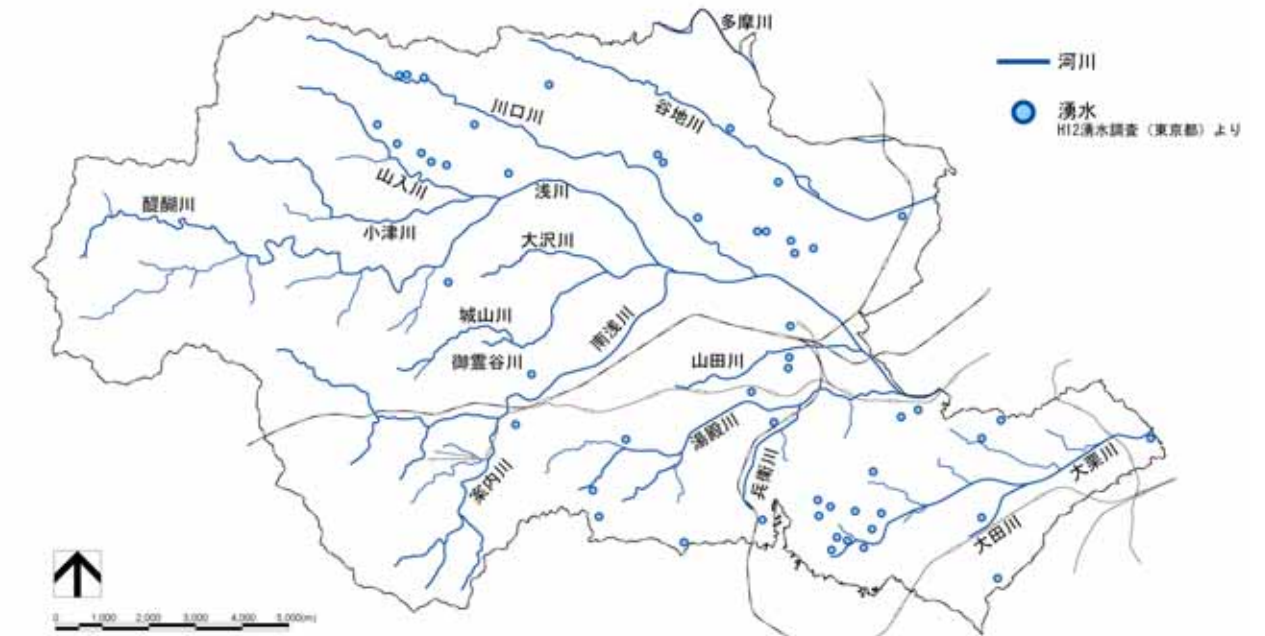 多摩川
河川
湧水
H12湧水調査（東京都）より
川口川
谷地川
山入川
浅川
醍醐川
小津川
大沢川
城山川
南浅川
御霊谷川
山田川
湯殿川
兵衛川
案内川
大栗川
大田川
0 1,000 2,000 3,000 4,000 5,000(m)